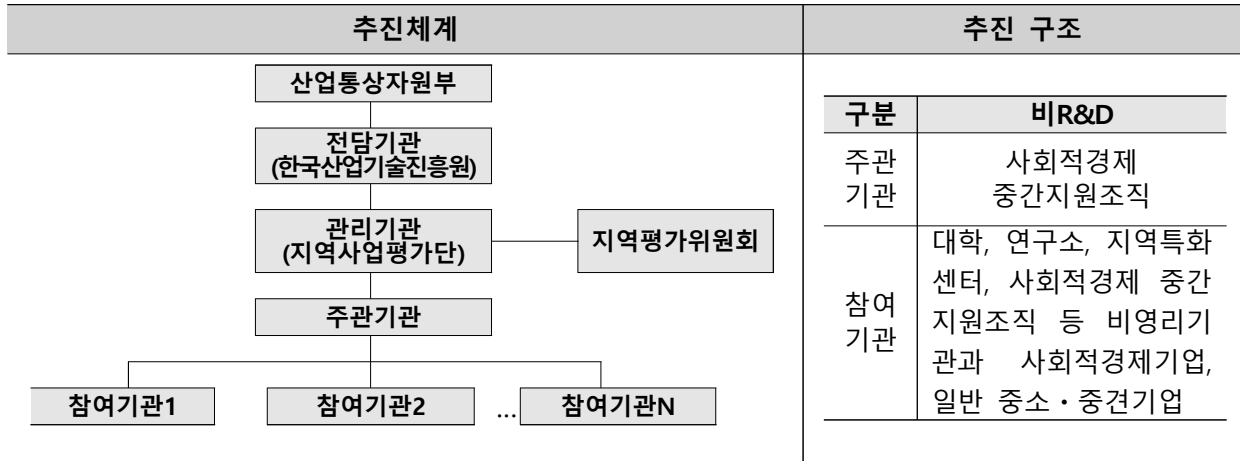 추진체계
산업통상자원부
전담기관
(한국산업기술진흥원)
관리기관
(지역사업평가단)
지역평가위원회
주관기관
참여기관1
참여기관2
...
참여기관N
추진 구조
구분 비R&D
주관
기관
사회적경제
중간지원조직
참여
기관
대학, 연구소, 지역특화
센터, 사회적경제 중간
지원조직 등 비영리기
관과 사회적경제기업,
일반 중소・중견기업